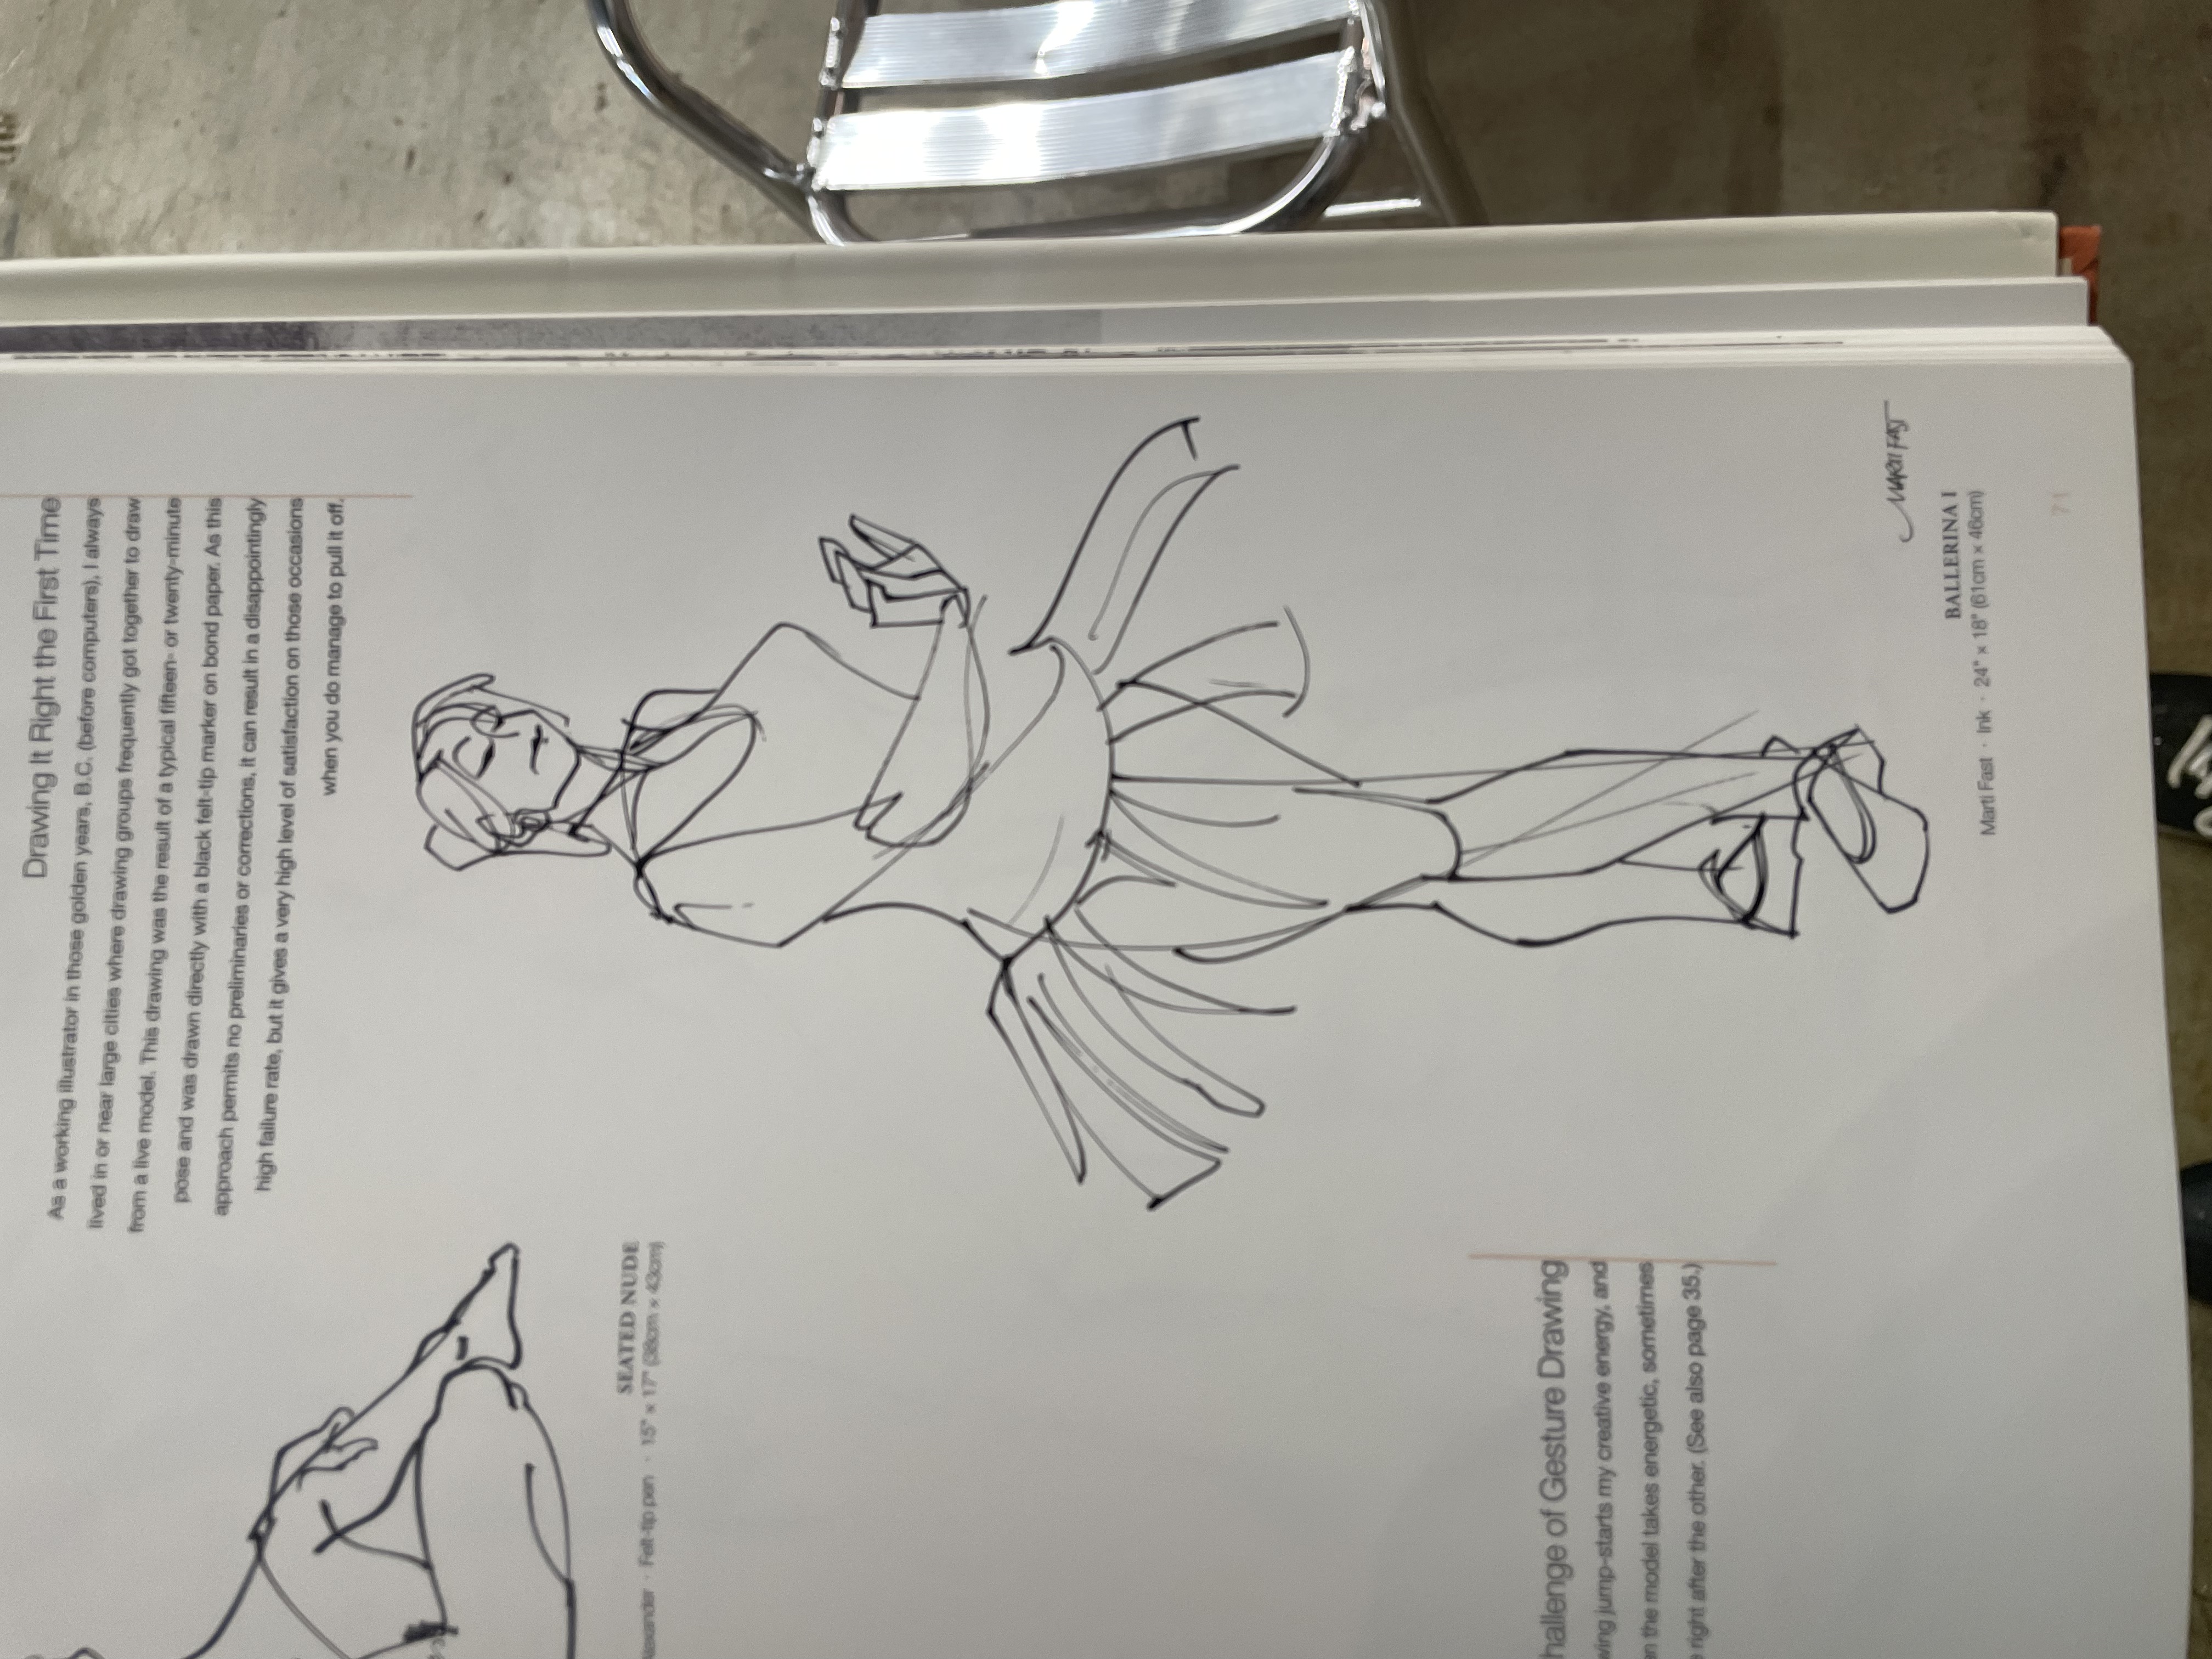 Drawing It Right the First Time
As a working illustrator in those golden years, B.C. (before computers), I always
lived in or near large cities where drawing groups frequently got together to draw
from a live model. This drawing was the result of a typical fifteen- or twenty-minute
pose and was drawn directly with a black felt-tip marker on bond paper. As this
approach permits no preliminaries or corrections, it can result in a disappointingly
high failure rate, but it gives a very high level of satisfaction on those occasions
when you do manage to pull it off.
SEATED NUDE
Alexander · Felt-tip pen · 15" × 17" (38cm × 43cm)
hallenge of Gesture Drawing
wing jump-starts my creative energy, and
en the model takes energetic, sometimes
right after the other. (See also page 35.)
MARTI FAST
BALLERINA I
Marti Fast · Ink · 24" × 18" (61cm × 46cm)
71